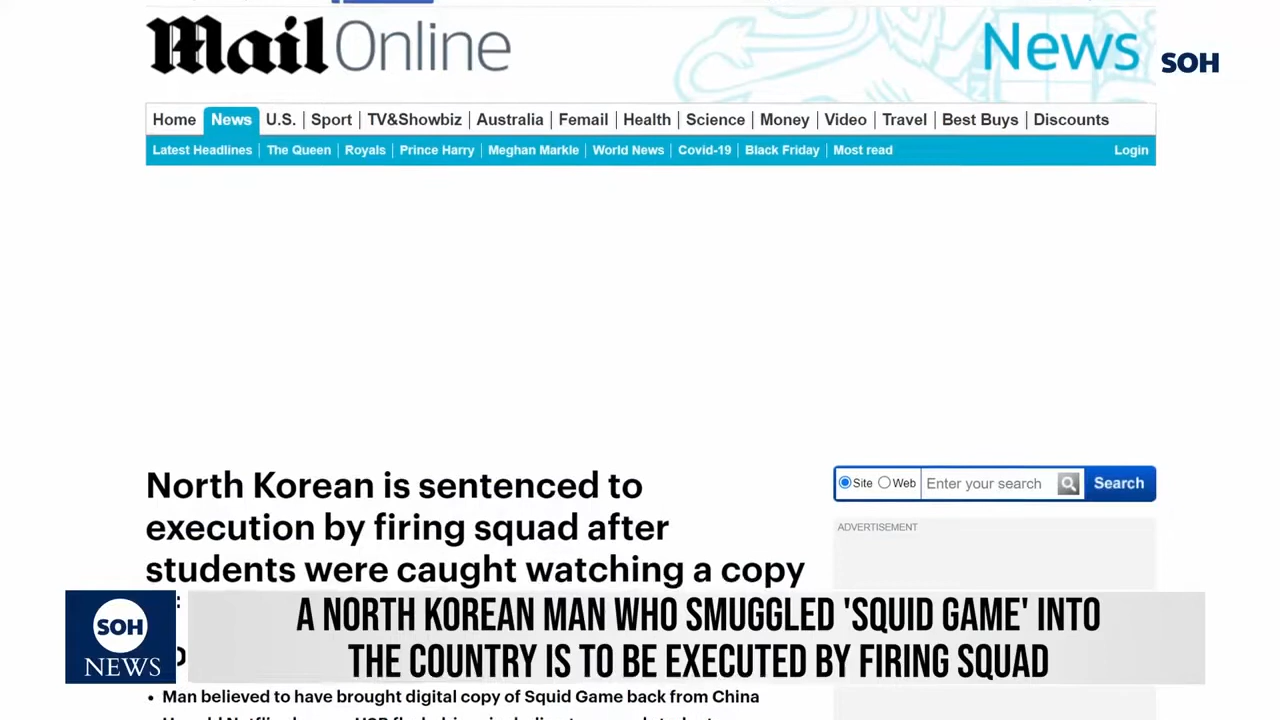 Mail Online
News
SOH
Home News U.S. Sport TV&Showbiz Australia Femail Health Science Money Video Travel Best Buys Discounts
Latest Headlines The Queen Royals Prince Harry Meghan Markle World News Covid-19 Black Friday Most read Login
North Korean is sentenced to
execution by firing squad after
students were caught watching a copy
Site Web Enter your search Search
ADVERTISEMENT
SOH
NEWS
A NORTH KOREAN MAN WHO SMUGGLED 'SQUID GAME' INTO
THE COUNTRY IS TO BE EXECUTED BY FIRING SQUAD
• Man believed to have brought digital copy of Squid Game back from China